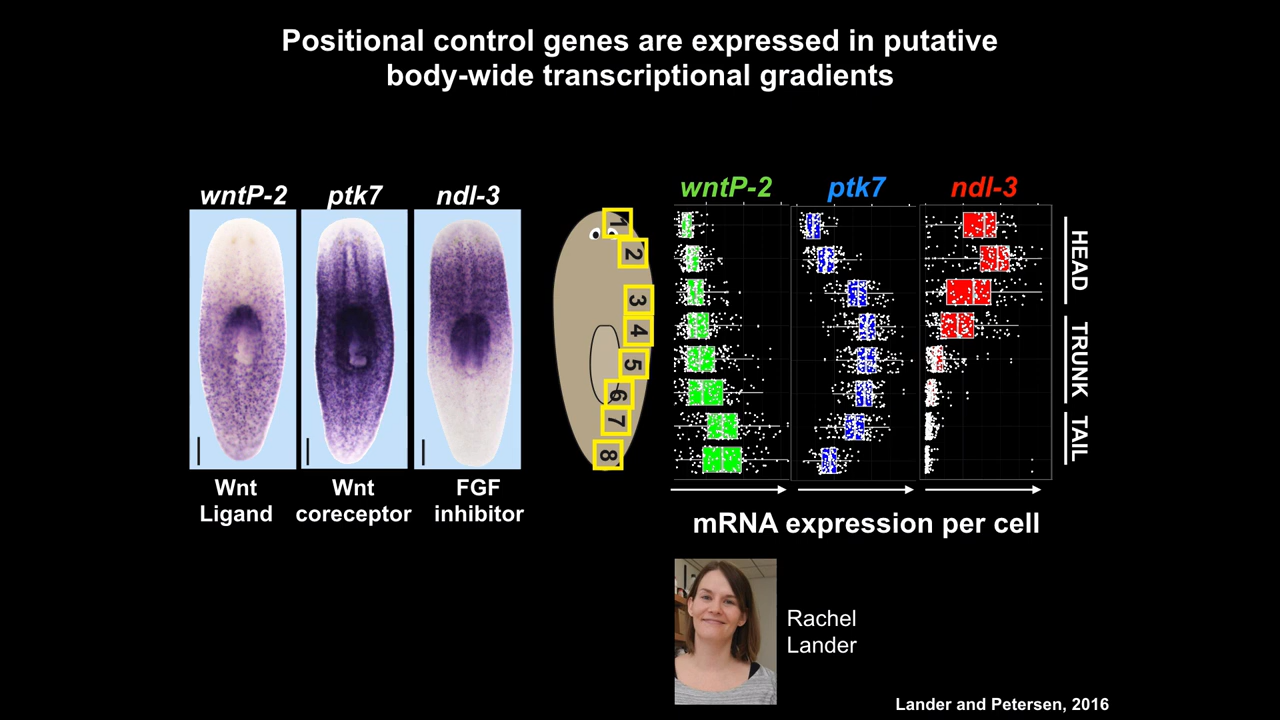 Positional control genes are expressed in putative
body-wide transcriptional gradients
wntP-2 ptk7 ndl-3
Wnt Ligand
Wnt coreceptor
FGF inhibitor
1
2
3
4
5
6
7
8
wntP-2 ptk7 ndl-3
HEAD
TRUNK
TAIL
mRNA expression per cell
Rachel
Lander
Lander and Petersen, 2016